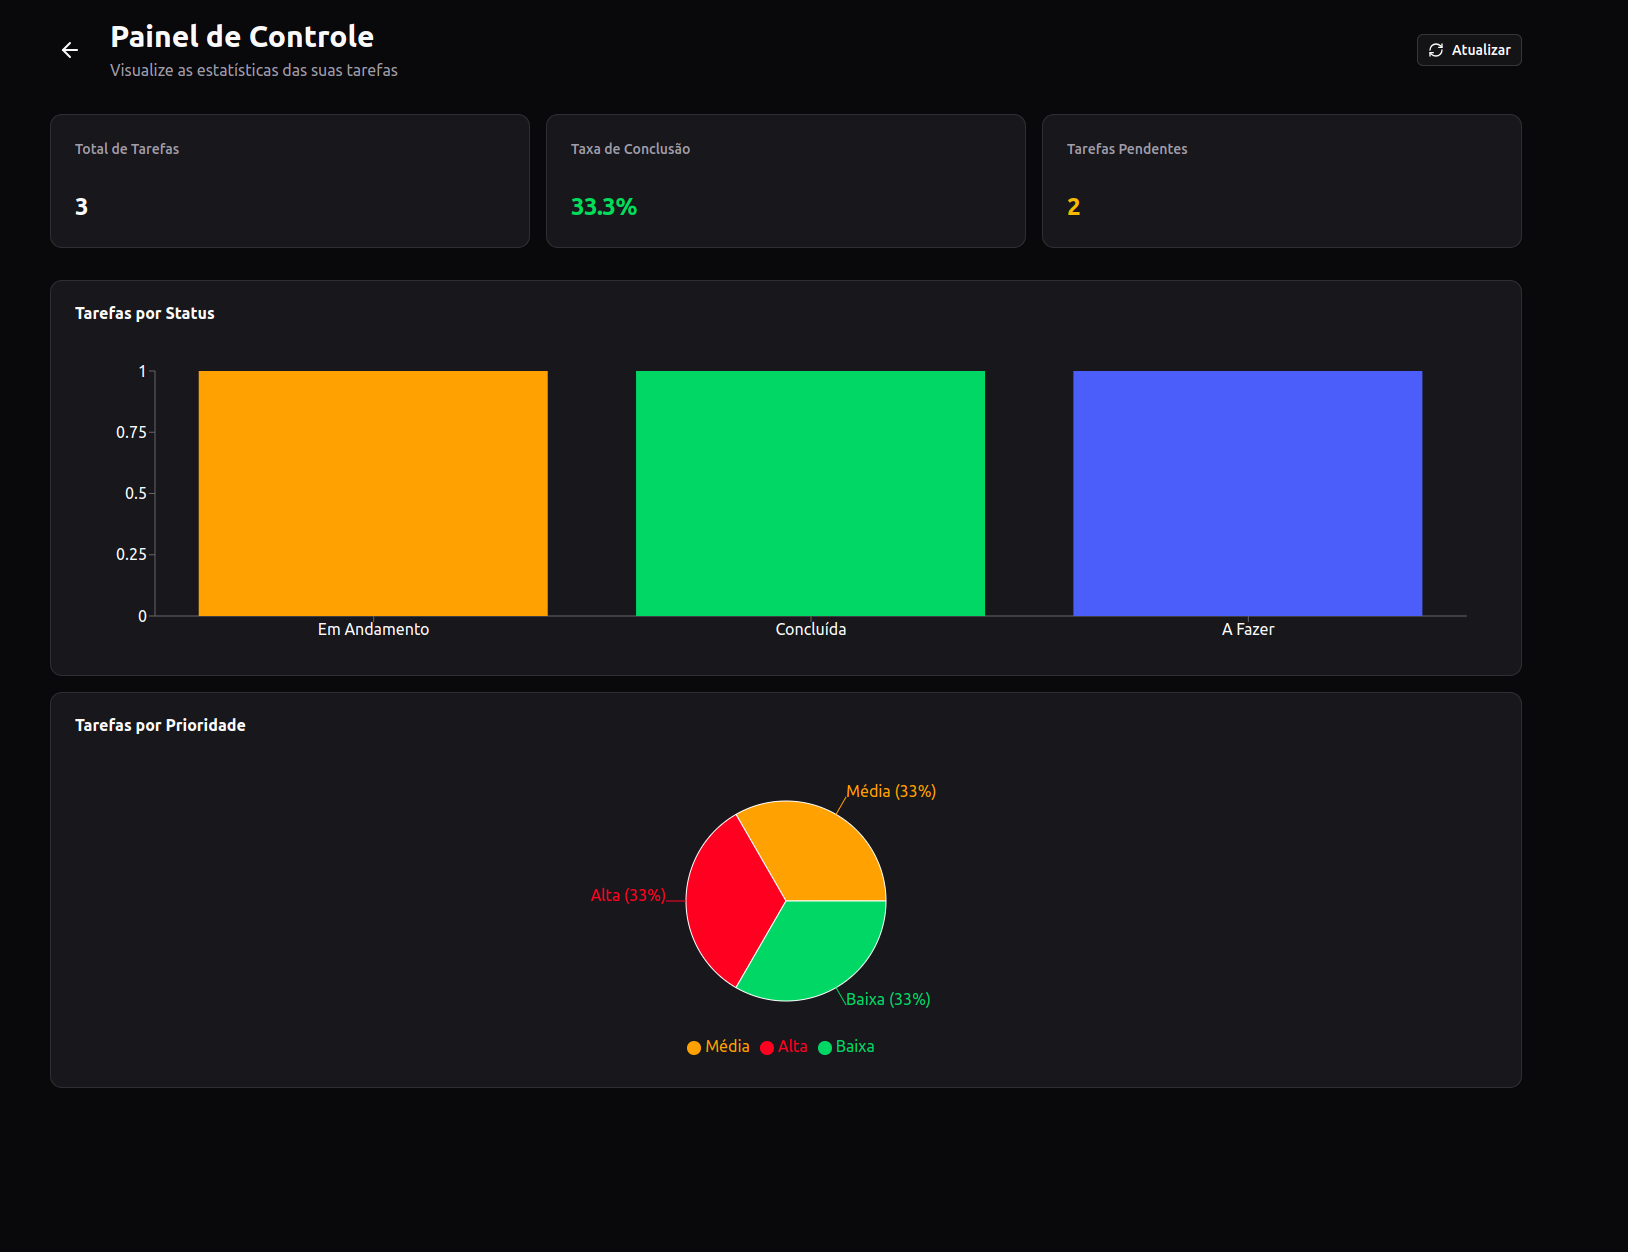 Painel de Controle
Visualize as estatísticas das suas tarefas
Atualizar
Total de Tarefas
3
Taxa de Conclusão
33.3%
Tarefas Pendentes
2
Tarefas por Status
1
0.75
0.5
0.25
0
Em Andamento
Concluída
A Fazer
Tarefas por Prioridade
Média (33%)
Alta (33%)
Baixa (33%)
Média
Alta
Baixa